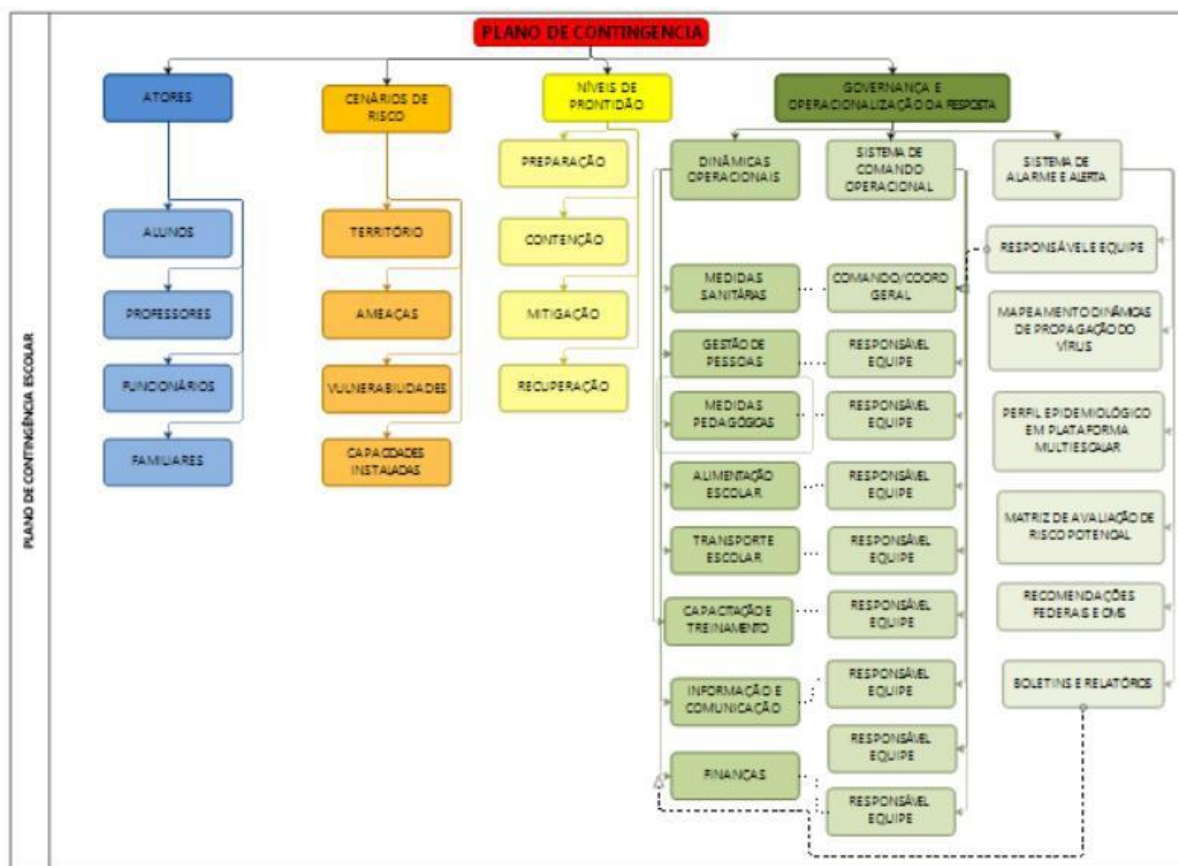 PLANO DE CONTINGENCIA
PLANO DE CONTINGÊNCIA ESCOLAR
ATORES
ALUNOS
PROFESSORES
FUNCIONÁRIOS
FAMILIARES
CENÁRIOS DE
RISCO
TERRITÓRIO
AMEAÇAS
VULNERABILIDADES
CAPACIDADES
INSTALADAS
NÍVEIS DE
PRONTIDÃO
PREPARAÇÃO
CONTENÇÃO
MITIGAÇÃO
RECUPERAÇÃO
GOVERNANÇA E
OPERACIONALIZAÇÃO DA RESPOSTA
DINÂMICAS
OPERACIONAIS
MEDIDAS
SANITÁRIAS
GESTÃO DE
PESSOAS
MEDIDAS
PEDAGÓGICAS
ALIMENTAÇÃO
ESCOLAR
TRANSPORTE
ESCOLAR
CAPACITAÇÃO E
TREINAMENTO
INFORMAÇÃO E
COMUNICAÇÃO
FINANÇAS
SISTEMA DE
COMANDO
OPERACIONAL
COMANDO/COORD
GERAL
RESPONSÁVEL
EQUIPE
RESPONSÁVEL
EQUIPE
RESPONSÁVEL
EQUIPE
RESPONSÁVEL
EQUIPE
RESPONSÁVEL
EQUIPE
RESPONSÁVEL
EQUIPE
RESPONSÁVEL
EQUIPE
RESPONSÁVEL
EQUIPE
SISTEMA DE
ALARME E ALERTA
RESPONSÁVEL E EQUIPE
MAPEAMENTO DINÂMICAS
DE PROPAGAÇÃO DO
VÍRUS
PERFIL EPIDEMIOLÓGICO
EM PLATAFORMA
MULTIESCALAR
MATRIZ DE AVALIAÇÃO DE
RISCO POTENCIAL
RECOMENDAÇÕES
FEDERAIS E OMS
BOLETINS E RELATÓRIOS